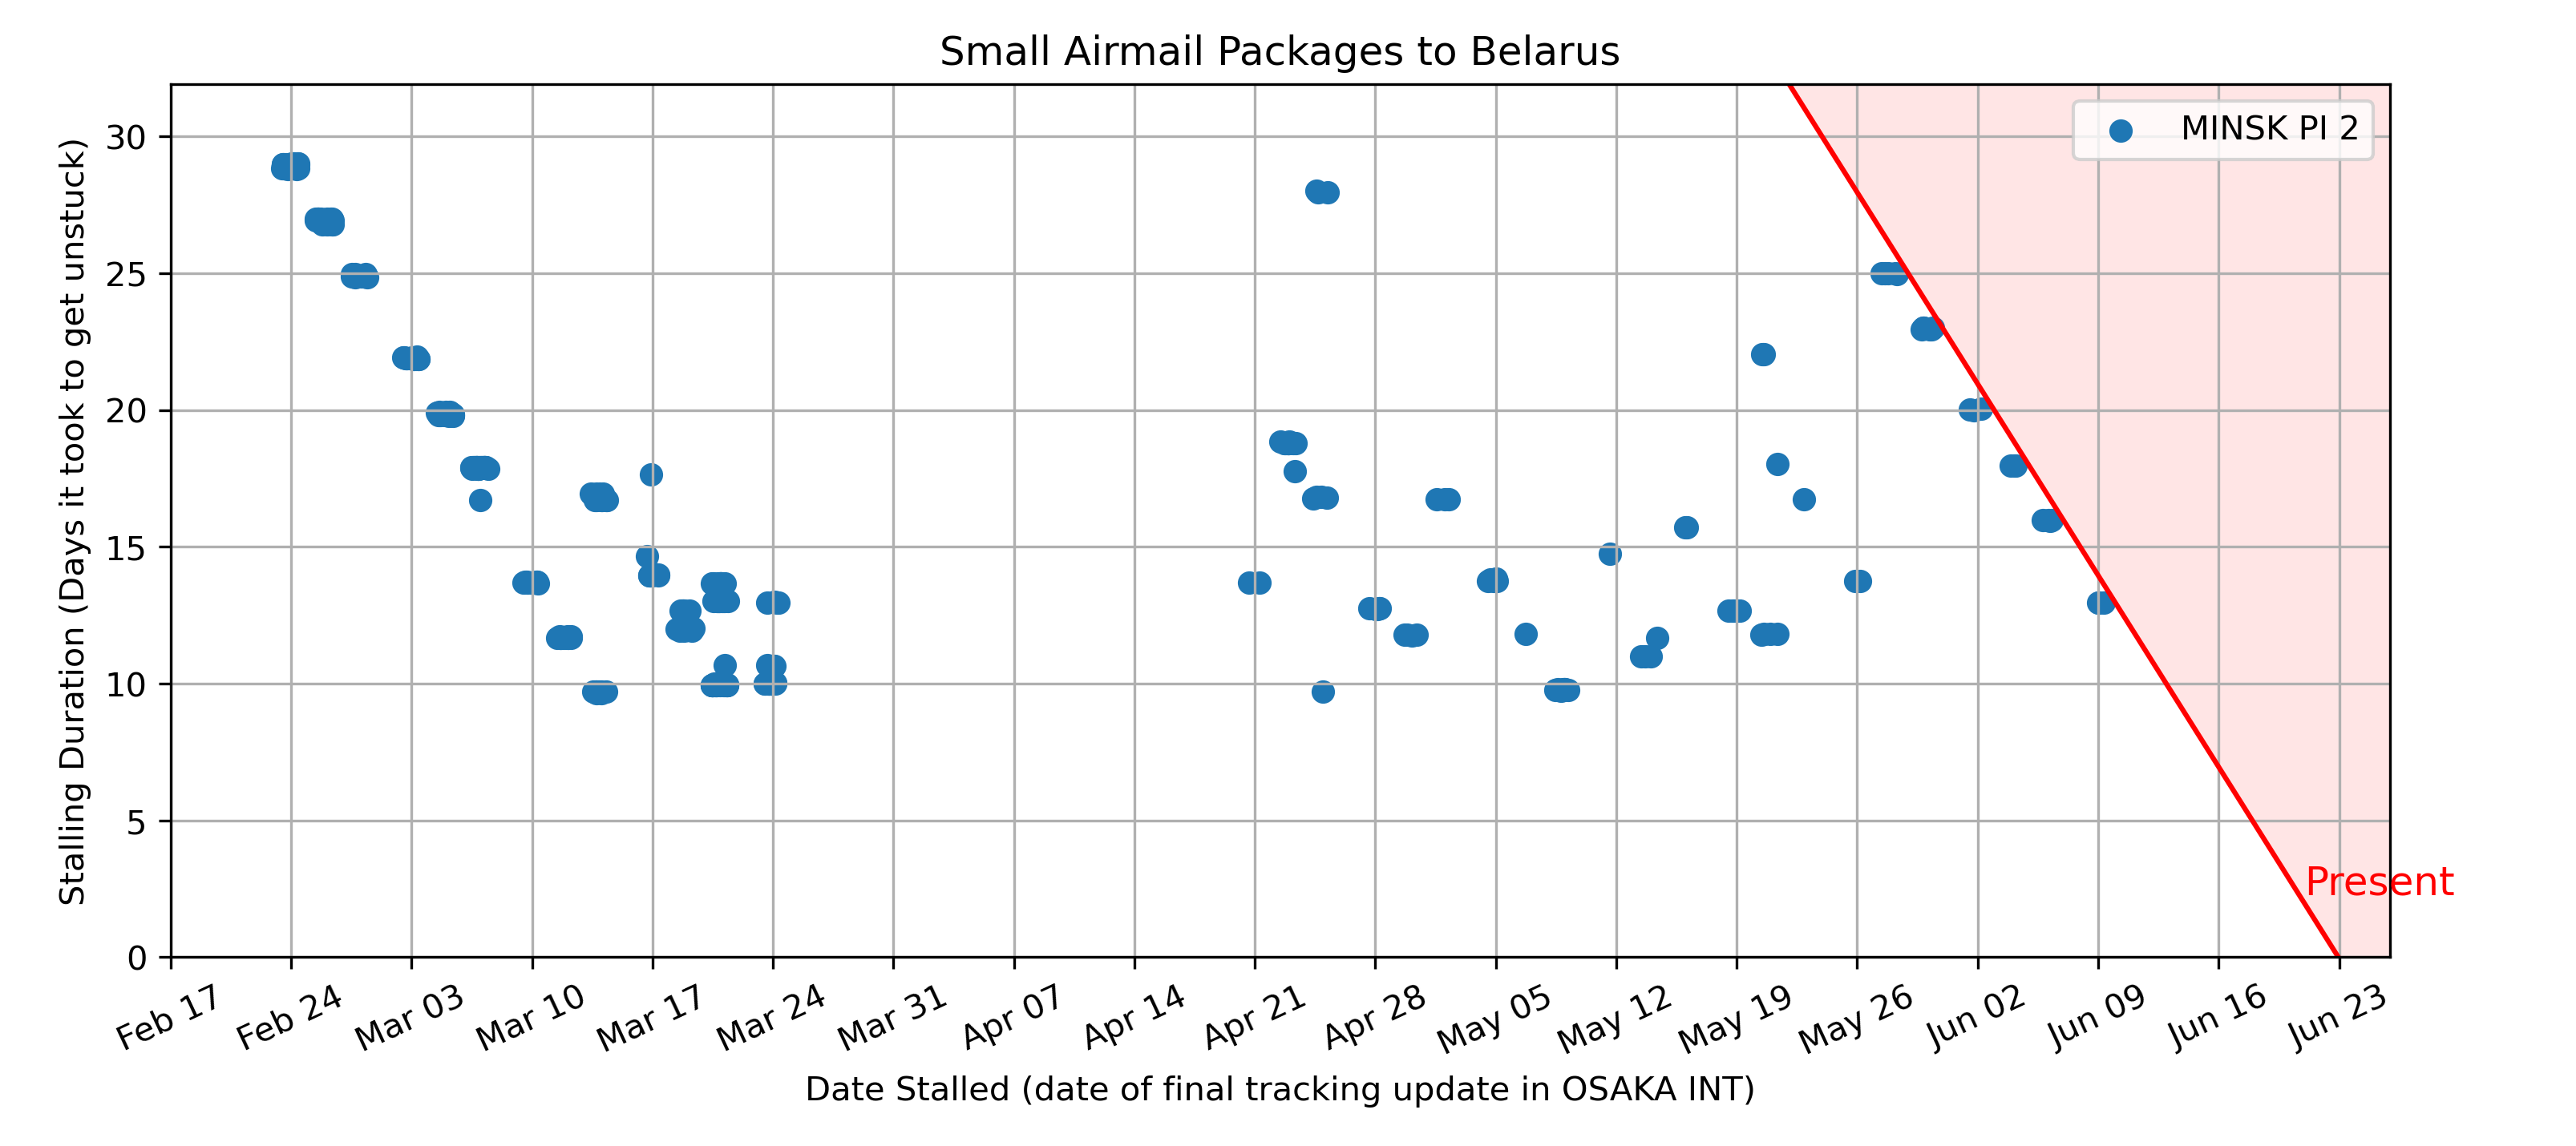 Small Airmail Packages to Belarus
MINSK PI 2
Stalling Duration (Days it took to get unstuck)
30
25
20
15
10
5
0
Present
Feb 17
Feb 24
Mar 03
Mar 10
Mar 17
Mar 24
Mar 31
Apr 07
Apr 14
Apr 21
Apr 28
May 05
May 12
May 19
May 26
Jun 02
Jun 09
Jun 16
Jun 23
Date Stalled (date of final tracking update in OSAKA INT)